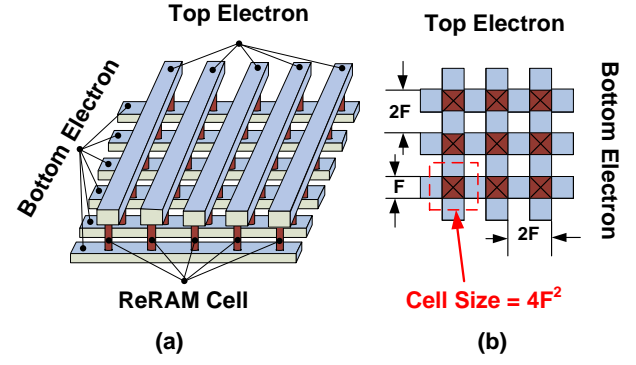 Top Electron
Bottom Electron
ReRAM Cell
(a)
Top Electron
Bottom Electron
2F
F
2F
Cell Size = 4F²
(b)